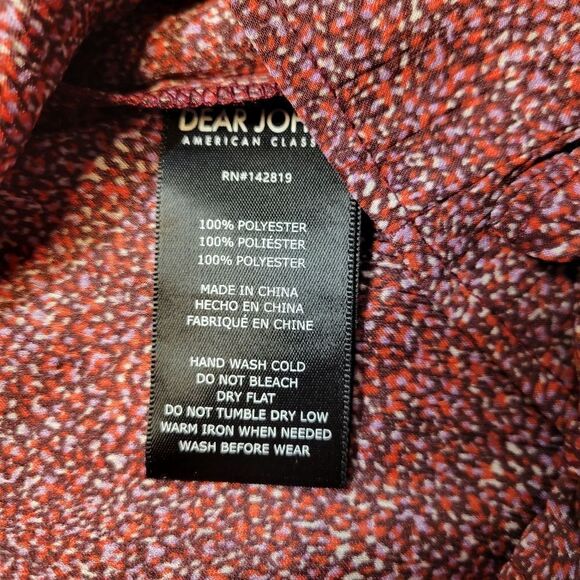 DEAR JOH
AMERICAN CLASS
RN#142819
100% POLYESTER
100% POLIÉSTER
100% POLYESTER
MADE IN CHINA
HECHO EN CHINA
FABRIQUÉ EN CHINE
HAND WASH COLD
DO NOT BLEACH
DRY FLAT
DO NOT TUMBLE DRY LOW
WARM IRON WHEN NEEDED
WASH BEFORE WEAR